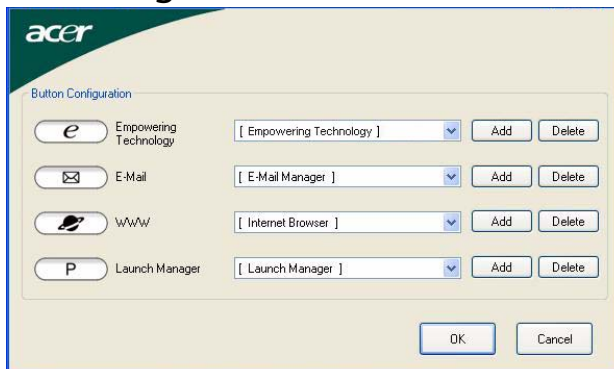 acer
Button Configuration
e Empowering Technology [ Empowering Technology ] Add Delete
E-Mail [ E-Mail Manager ] Add Delete
WWW [ Internet Browser ] Add Delete
P Launch Manager [ Launch Manager ] Add Delete
OK Cancel